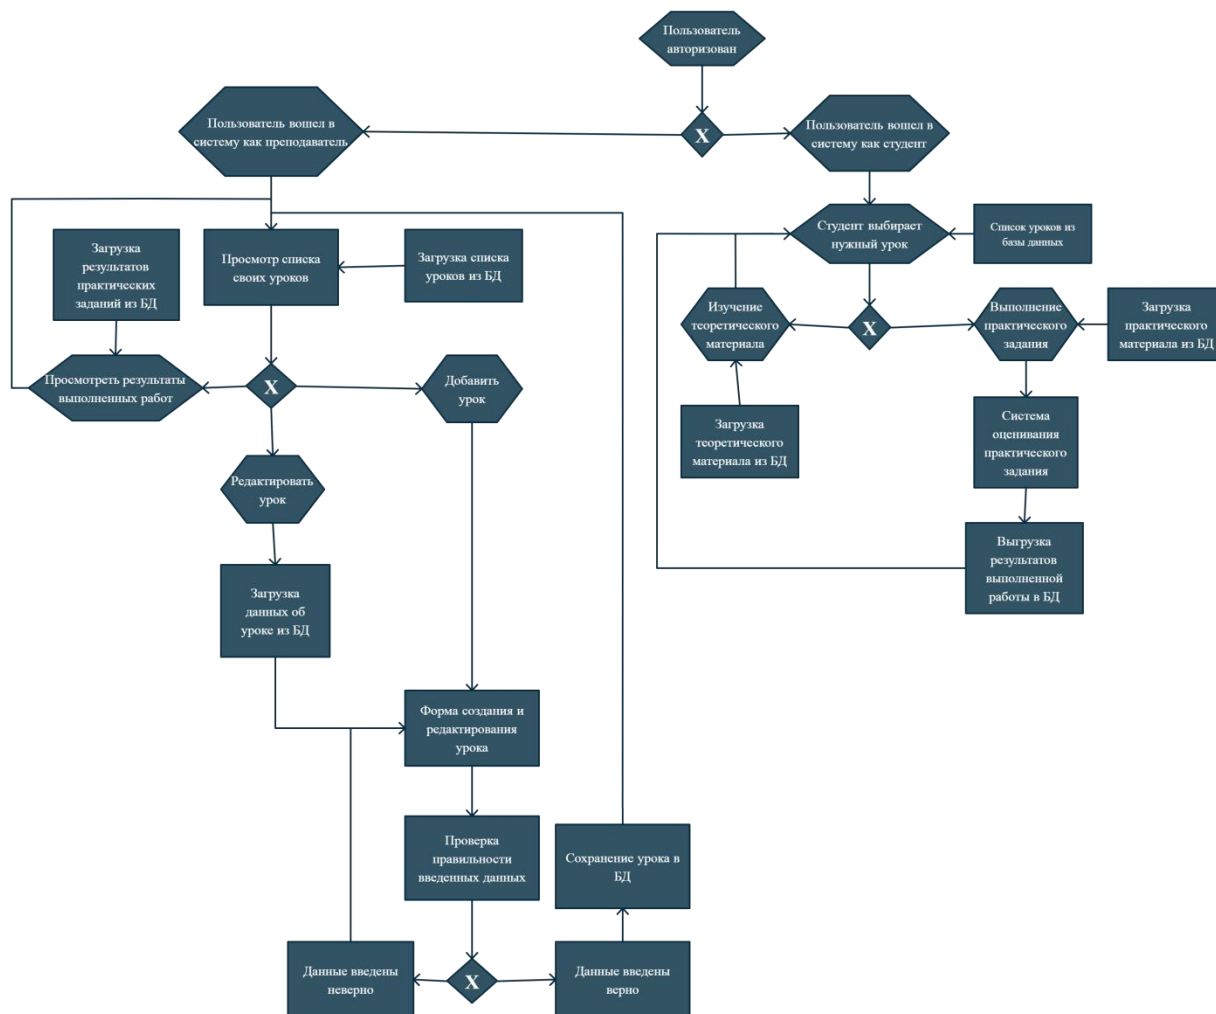 Пользователь
авторизован
Пользователь вошел в
систему как преподаватель
X
Пользователь вошел в
систему как студент
Загрузка
результатов
практических
заданий из БД
Просмотр списка
своих уроков
Загрузка списка
уроков из БД
Студент выбирает
нужный урок
Список уроков из
базы данных
Изучение
теоретического
материала
X
Выполнение
практического
задания
Загрузка
практического
материала из БД
Просмотреть результаты
выполненных работ
X
Добавить
урок
Загрузка
теоретического
материала из БД
Система
оценивания
практического
задания
Редактировать
урок
Выгрузка
результатов
выполненной
работы в БД
Загрузка
данных об
уроке из БД
Форма создания и
редактирования
урока
Проверка
правильности
введенных данных
Сохранение урока в
БД
Данные введены
неверно
X
Данные введены
верно